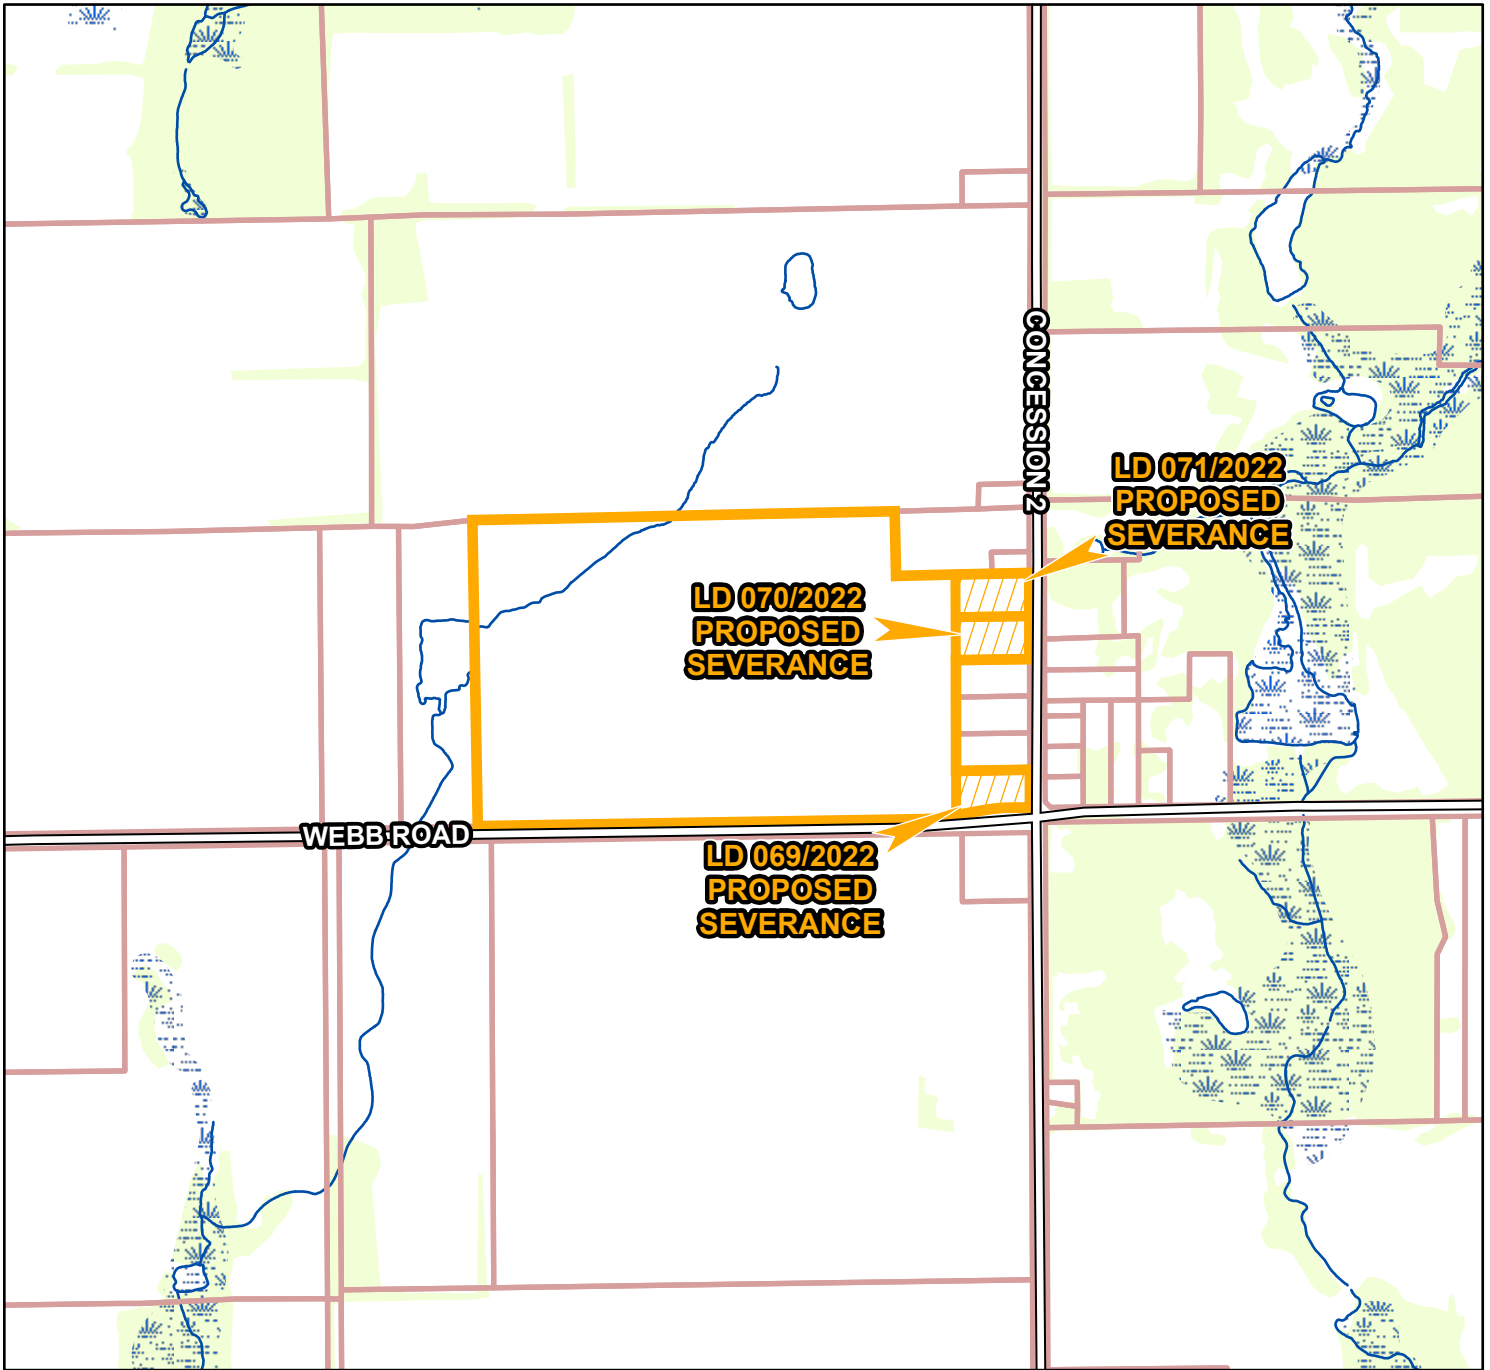 CONCESSION 2
LD 071/2022
PROPOSED
SEVERANCE
LD 070/2022
PROPOSED
SEVERANCE
WEBB ROAD
LD 069/2022
PROPOSED
SEVERANCE